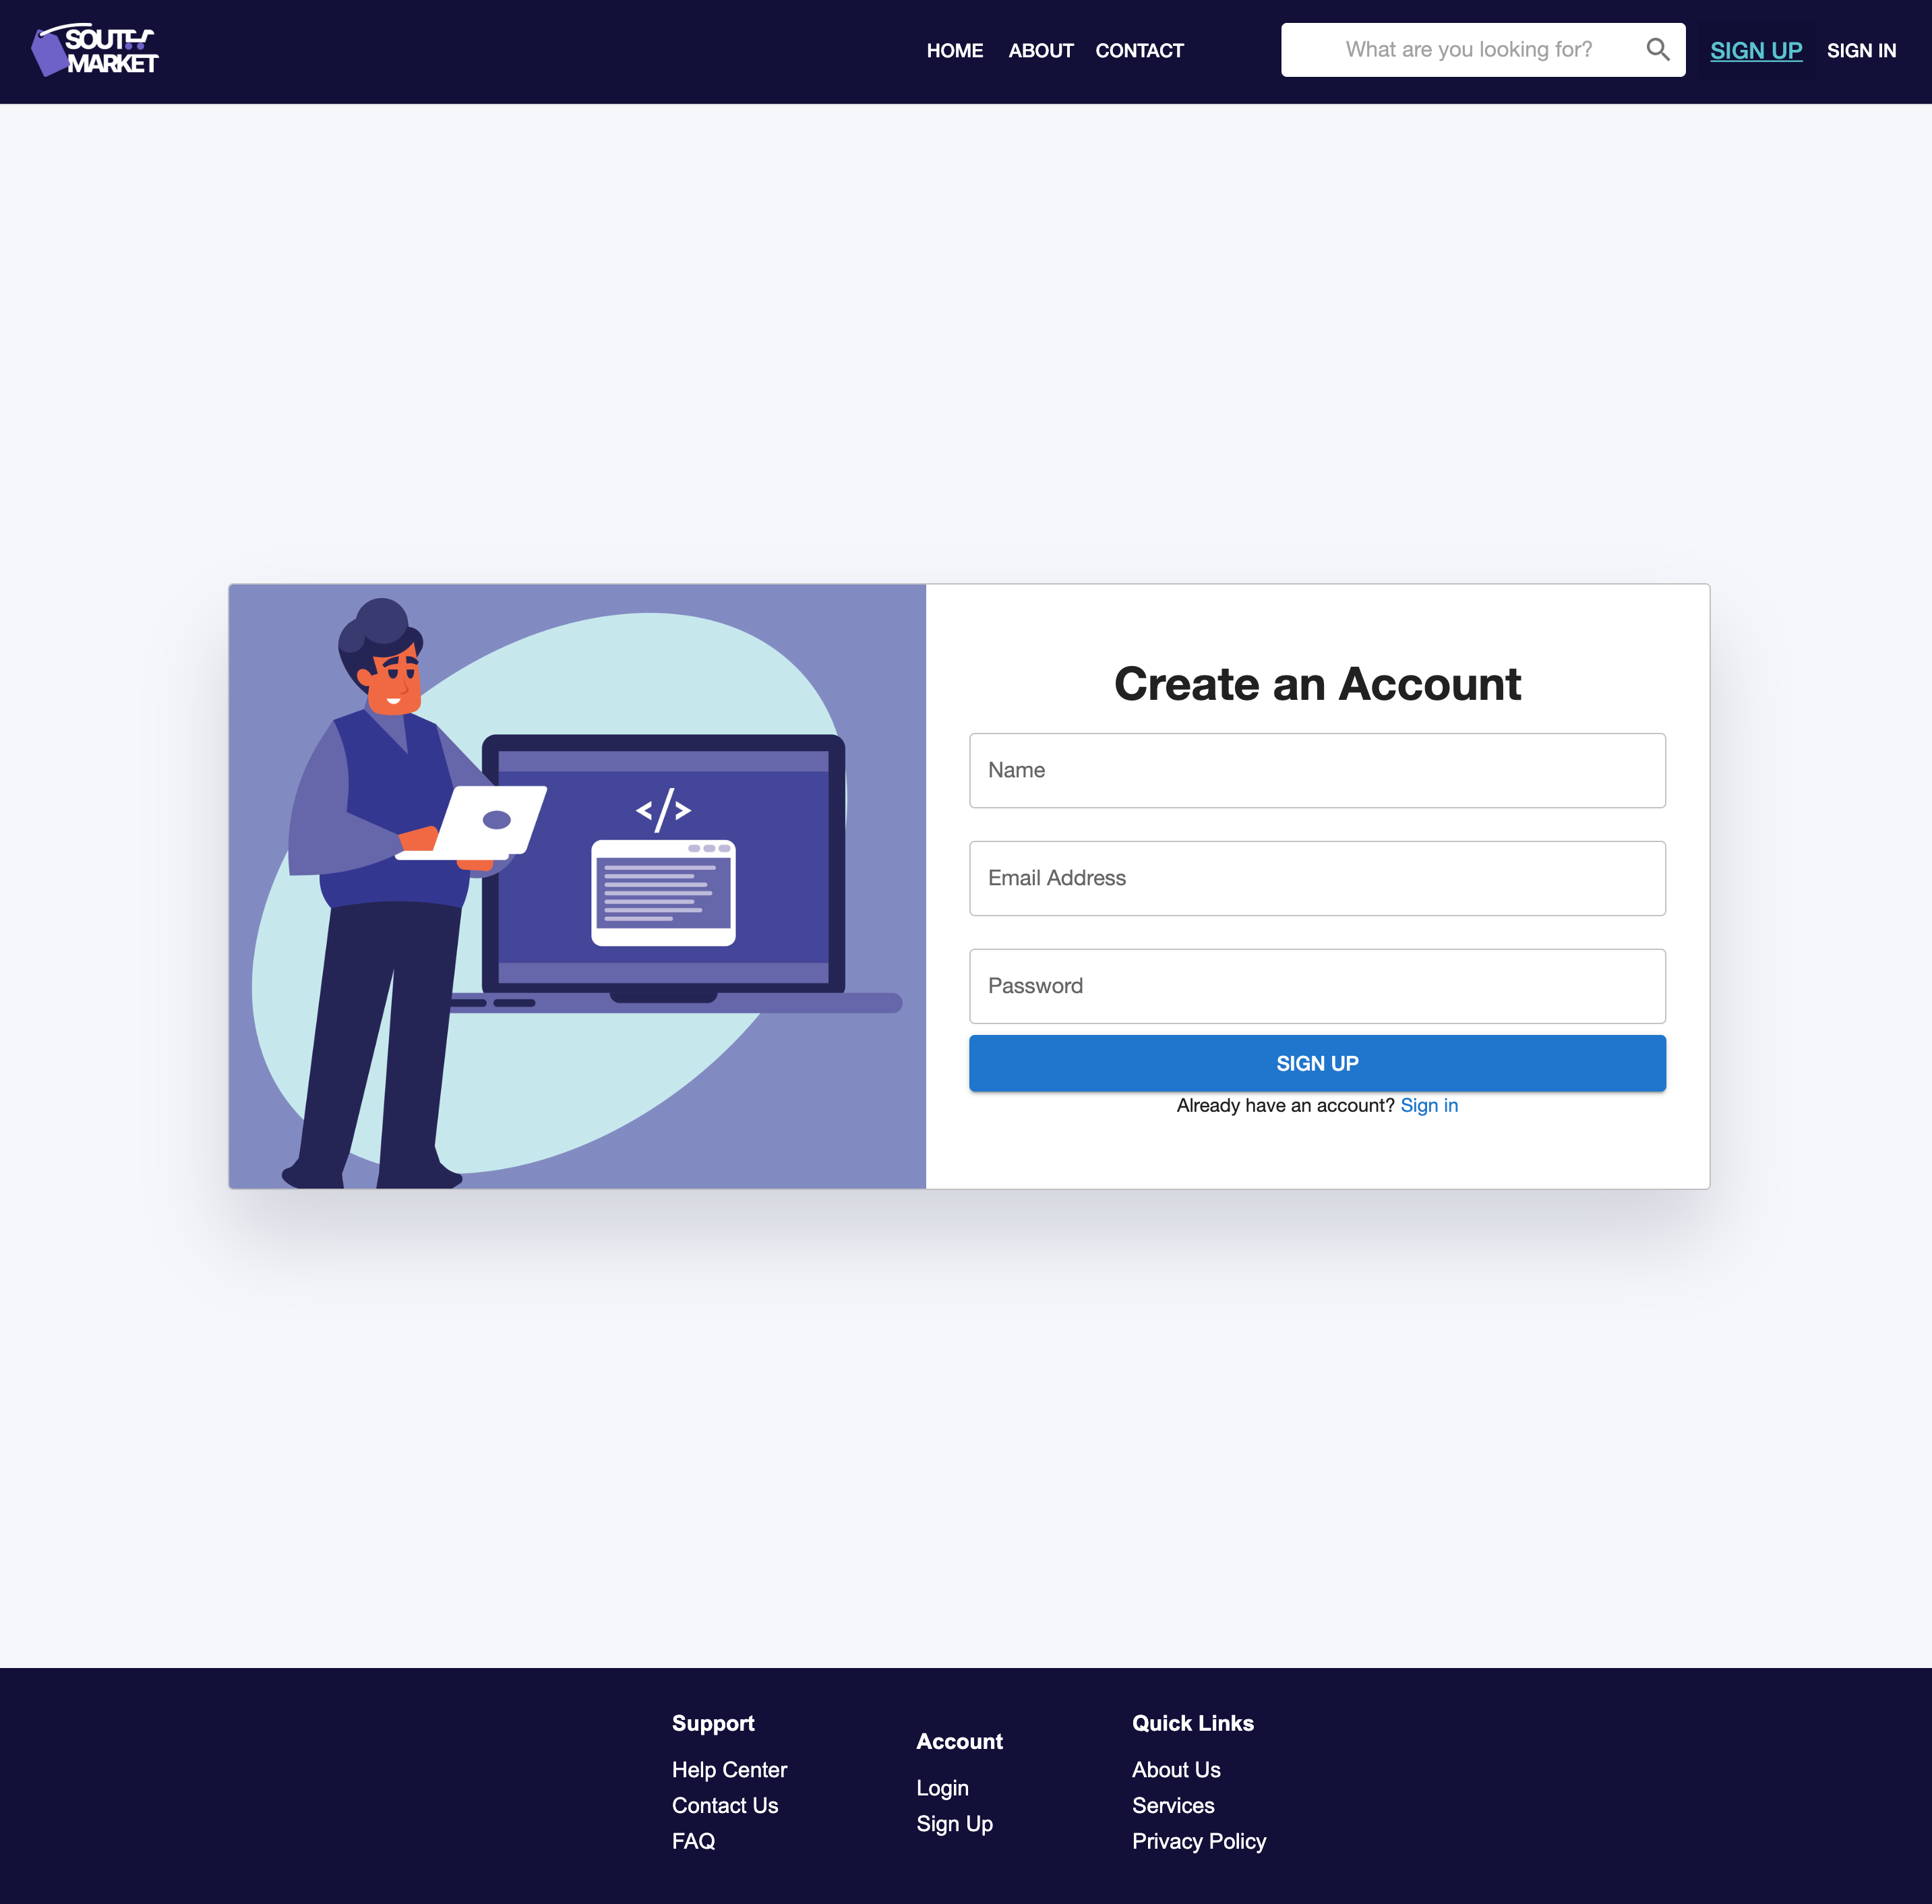 SOUTH
MARKET
HOME ABOUT CONTACT
What are you looking for?
SIGN UP SIGN IN
</>
Create an Account
Name
Email Address
Password
SIGN UP
Already have an account? Sign in
Support
Help Center
Contact Us
FAQ
Account
Login
Sign Up
Quick Links
About Us
Services
Privacy Policy